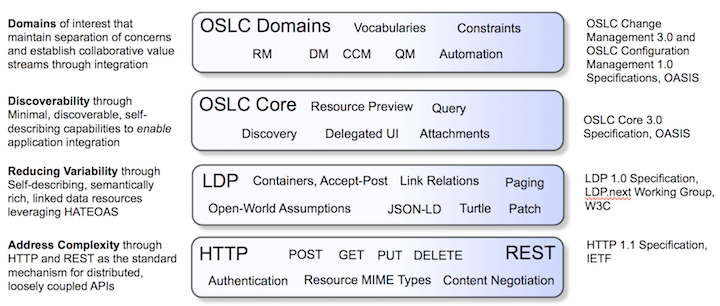 Domains of interest that
maintain separation of concerns
and establish collaborative value
streams through integration
OSLC Domains Vocabularies Constraints
RM DM CCM QM Automation
OSLC Change
Management 3.0 and
OSLC Configuration
Management 1.0
Specifications, OASIS
Discoverability through
Minimal, discoverable, self-
describing capabilities to enable
application integration
OSLC Core Resource Preview Query
Discovery Delegated UI Attachments
OSLC Core 3.0
Specification, OASIS
Reducing Variability through
Self-describing, semantically
rich, linked data resources
leveraging HATEOAS
LDP Containers, Accept-Post Link Relations Paging
Open-World Assumptions JSON-LD Turtle Patch
LDP 1.0 Specification,
LDP.next Working Group,
W3C
Address Complexity through
HTTP and REST as the standard
mechanism for distributed,
loosely coupled APIs
HTTP POST GET PUT DELETE REST
Authentication Resource MIME Types Content Negotiation
HTTP 1.1 Specification,
IETF